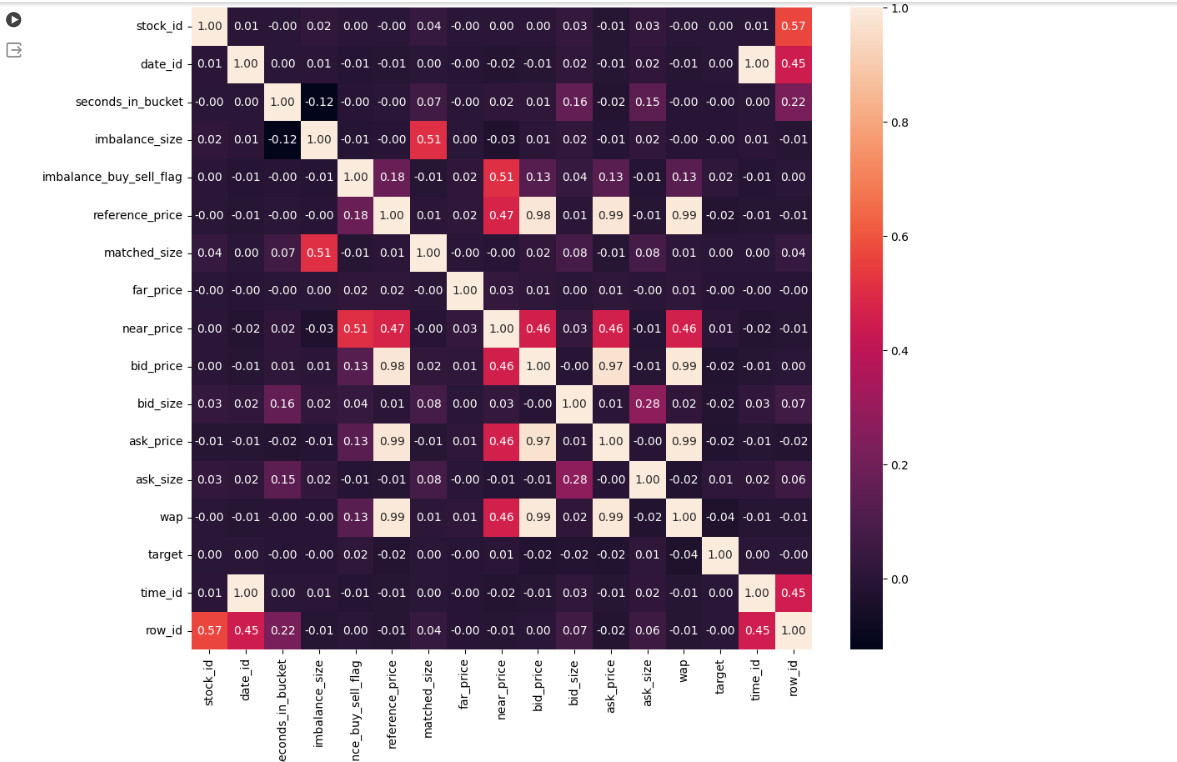 stock_id 1.00 0.01 -0.00 0.02 0.00 -0.00 0.04 -0.00 0.00 0.00 0.03 -0.01 0.03 -0.00 0.00 0.01 0.57
date_id 0.01 1.00 0.00 0.01 -0.01 -0.01 0.00 -0.00 -0.02 -0.01 0.02 -0.01 0.02 -0.01 0.00 1.00 0.45
seconds_in_bucket -0.00 0.00 1.00 -0.12 -0.00 -0.00 0.07 -0.00 0.02 0.01 0.16 -0.02 0.15 -0.00 -0.00 0.00 0.22
imbalance_size 0.02 0.01 -0.12 1.00 -0.01 -0.00 0.51 0.00 -0.03 0.01 0.02 -0.01 0.02 -0.00 -0.00 0.01 -0.01
imbalance_buy_sell_flag 0.00 -0.01 -0.00 -0.01 1.00 0.18 -0.01 0.02 0.51 0.13 0.04 0.13 -0.01 0.13 0.02 -0.01 0.00
reference_price -0.00 -0.01 -0.00 -0.00 0.18 1.00 0.01 0.02 0.47 0.98 0.01 0.99 -0.01 0.99 -0.02 -0.01 -0.01
matched_size 0.04 0.00 0.07 0.51 -0.01 0.01 1.00 -0.00 -0.00 0.02 0.08 -0.01 0.08 0.01 0.00 0.00 0.04
far_price -0.00 -0.00 -0.00 0.00 0.02 0.02 -0.00 1.00 0.03 0.01 0.00 0.01 -0.00 0.01 -0.00 -0.00 -0.00
near_price 0.00 -0.02 0.02 -0.03 0.51 0.47 -0.00 0.03 1.00 0.46 0.03 0.46 -0.01 0.46 0.01 -0.02 -0.01
bid_price 0.00 -0.01 0.01 0.01 0.13 0.98 0.02 0.01 0.46 1.00 -0.00 0.97 -0.01 0.99 -0.02 -0.01 0.00
bid_size 0.03 0.02 0.16 0.02 0.04 0.01 0.08 0.00 0.03 -0.00 1.00 0.01 0.28 0.02 -0.02 0.03 0.07
ask_price -0.01 -0.01 -0.02 -0.01 0.13 0.99 -0.01 0.01 0.46 0.97 0.01 1.00 -0.00 0.99 -0.02 -0.01 -0.02
ask_size 0.03 0.02 0.15 0.02 -0.01 -0.01 0.08 -0.00 -0.01 -0.01 0.28 -0.00 1.00 -0.02 0.01 0.02 0.06
wap -0.00 -0.01 -0.00 -0.00 0.13 0.99 0.01 0.01 0.46 0.99 0.02 0.99 -0.02 1.00 -0.04 -0.01 -0.01
target 0.00 0.00 -0.00 -0.00 0.02 -0.02 0.00 -0.00 0.01 -0.02 -0.02 -0.02 0.01 -0.04 1.00 0.00 -0.00
time_id 0.01 1.00 0.00 0.01 -0.01 -0.01 0.00 -0.00 -0.02 -0.01 0.03 -0.01 0.02 -0.01 0.00 1.00 0.45
row_id 0.57 0.45 0.22 -0.01 0.00 -0.01 0.04 -0.00 -0.01 0.00 0.07 -0.02 0.06 -0.01 -0.00 0.45 1.00
stock_id
date_id
econds_in_bucket
imbalance_size
nce_buy_sell_flag
reference_price
matched_size
far_price
near_price
bid_price
bid_size
ask_price
ask_size
wap
target
time_id
row_id
1.0
0.8
0.6
0.4
0.2
0.0